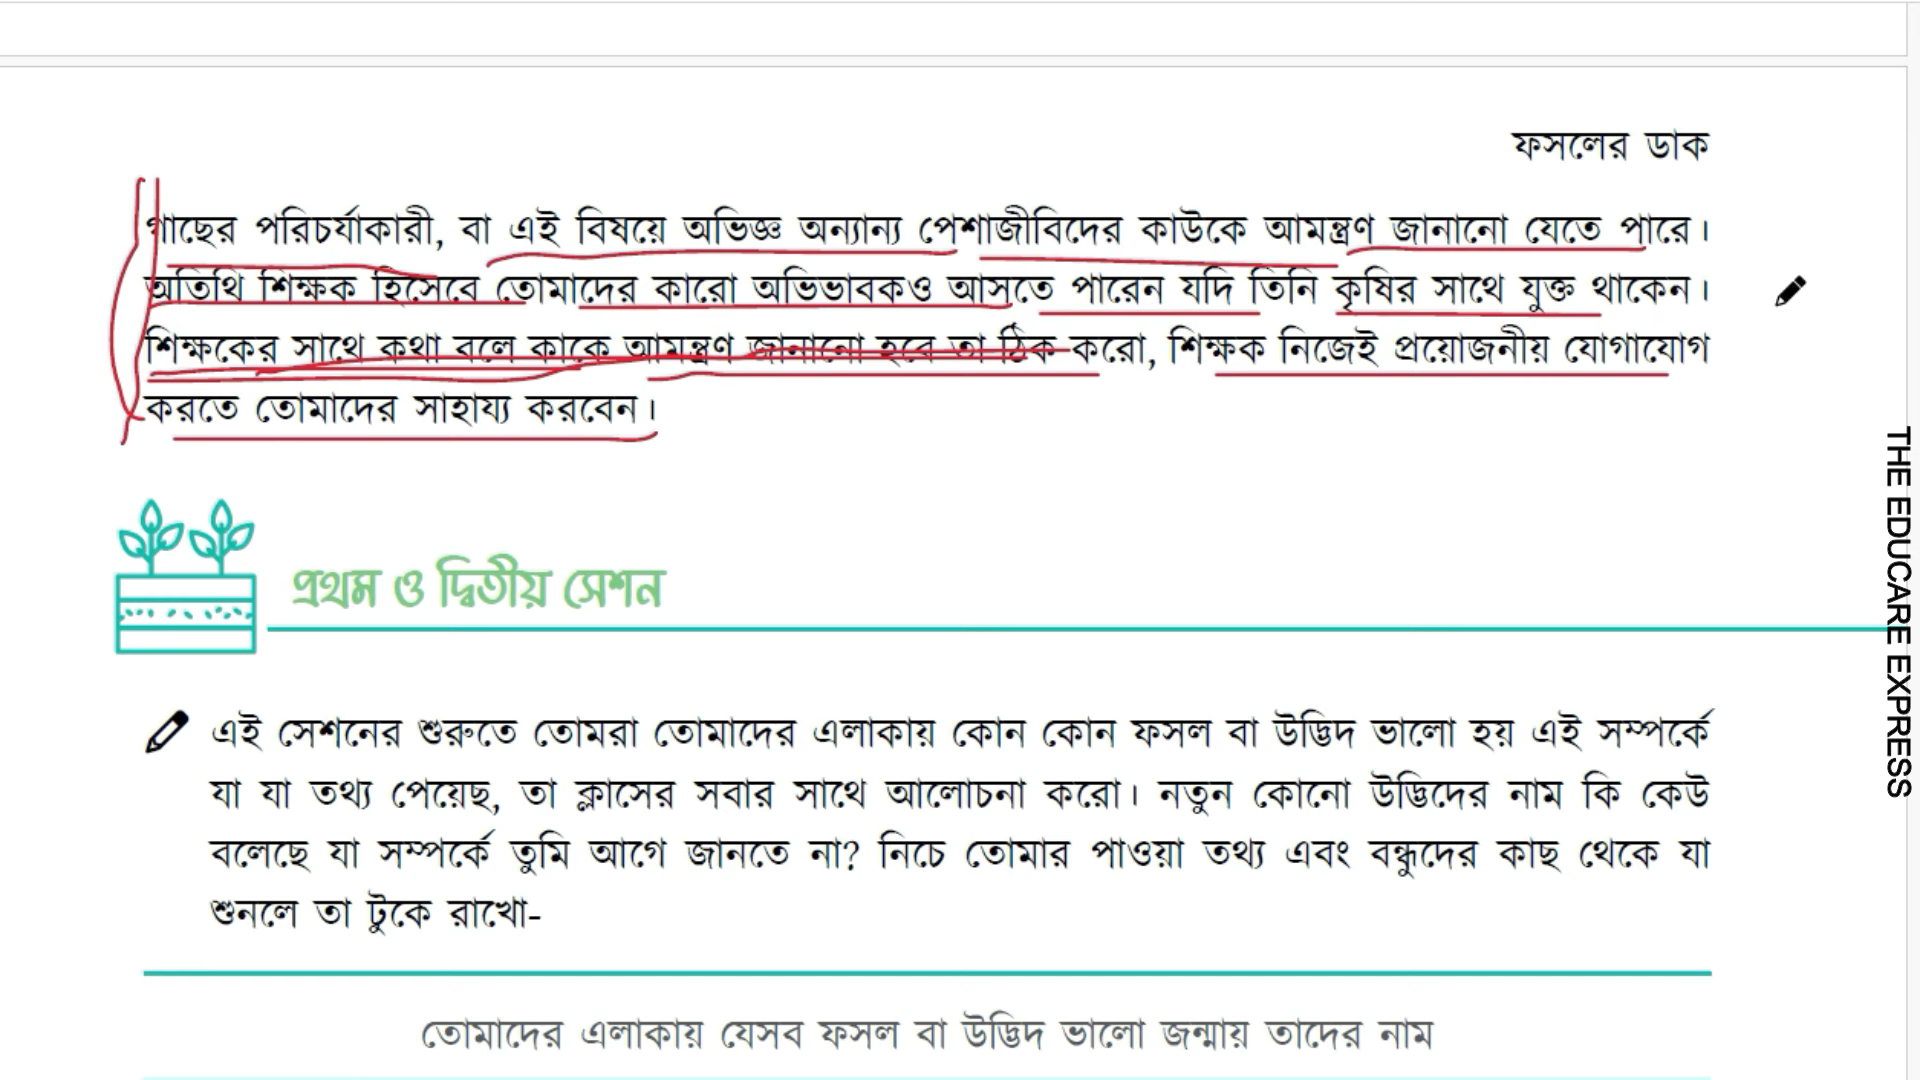 ফসলের ডাক
গাছের পরিচর্যাকারী, বা এই বিষয়ে অভিজ্ঞ অন্যান্য পেশাজীবিদের কাউকে আমন্ত্রণ জানানো যেতে পারে।
অতিথি শিক্ষক হিসেবে তোমাদের কারো অভিভাবকও আসতে পারেন যদি তিনি কৃষির সাথে যুক্ত থাকেন।
শিক্ষকের সাথে কথা বলে কাকে আমন্ত্রণ জানানো হবে তা ঠিক করো, শিক্ষক নিজেই প্রয়োজনীয় যোগাযোগ
করতে তোমাদের সাহায্য করবেন।
প্রথম ও দ্বিতীয় সেশন
এই সেশনের শুরুতে তোমরা তোমাদের এলাকায় কোন কোন ফসল বা উদ্ভিদ ভালো হয় এই সম্পর্কে
যা যা তথ্য পেয়েছ, তা ক্লাসের সবার সাথে আলোচনা করো। নতুন কোনো উদ্ভিদের নাম কি কেউ
বলেছে যা সম্পর্কে তুমি আগে জানতে না? নিচে তোমার পাওয়া তথ্য এবং বন্ধুদের কাছ থেকে যা
শুনলে তা টুকে রাখো-
তোমাদের এলাকায় যেসব ফসল বা উদ্ভিদ ভালো জন্মায় তাদের নাম
THE EDUCARE EXPRESS